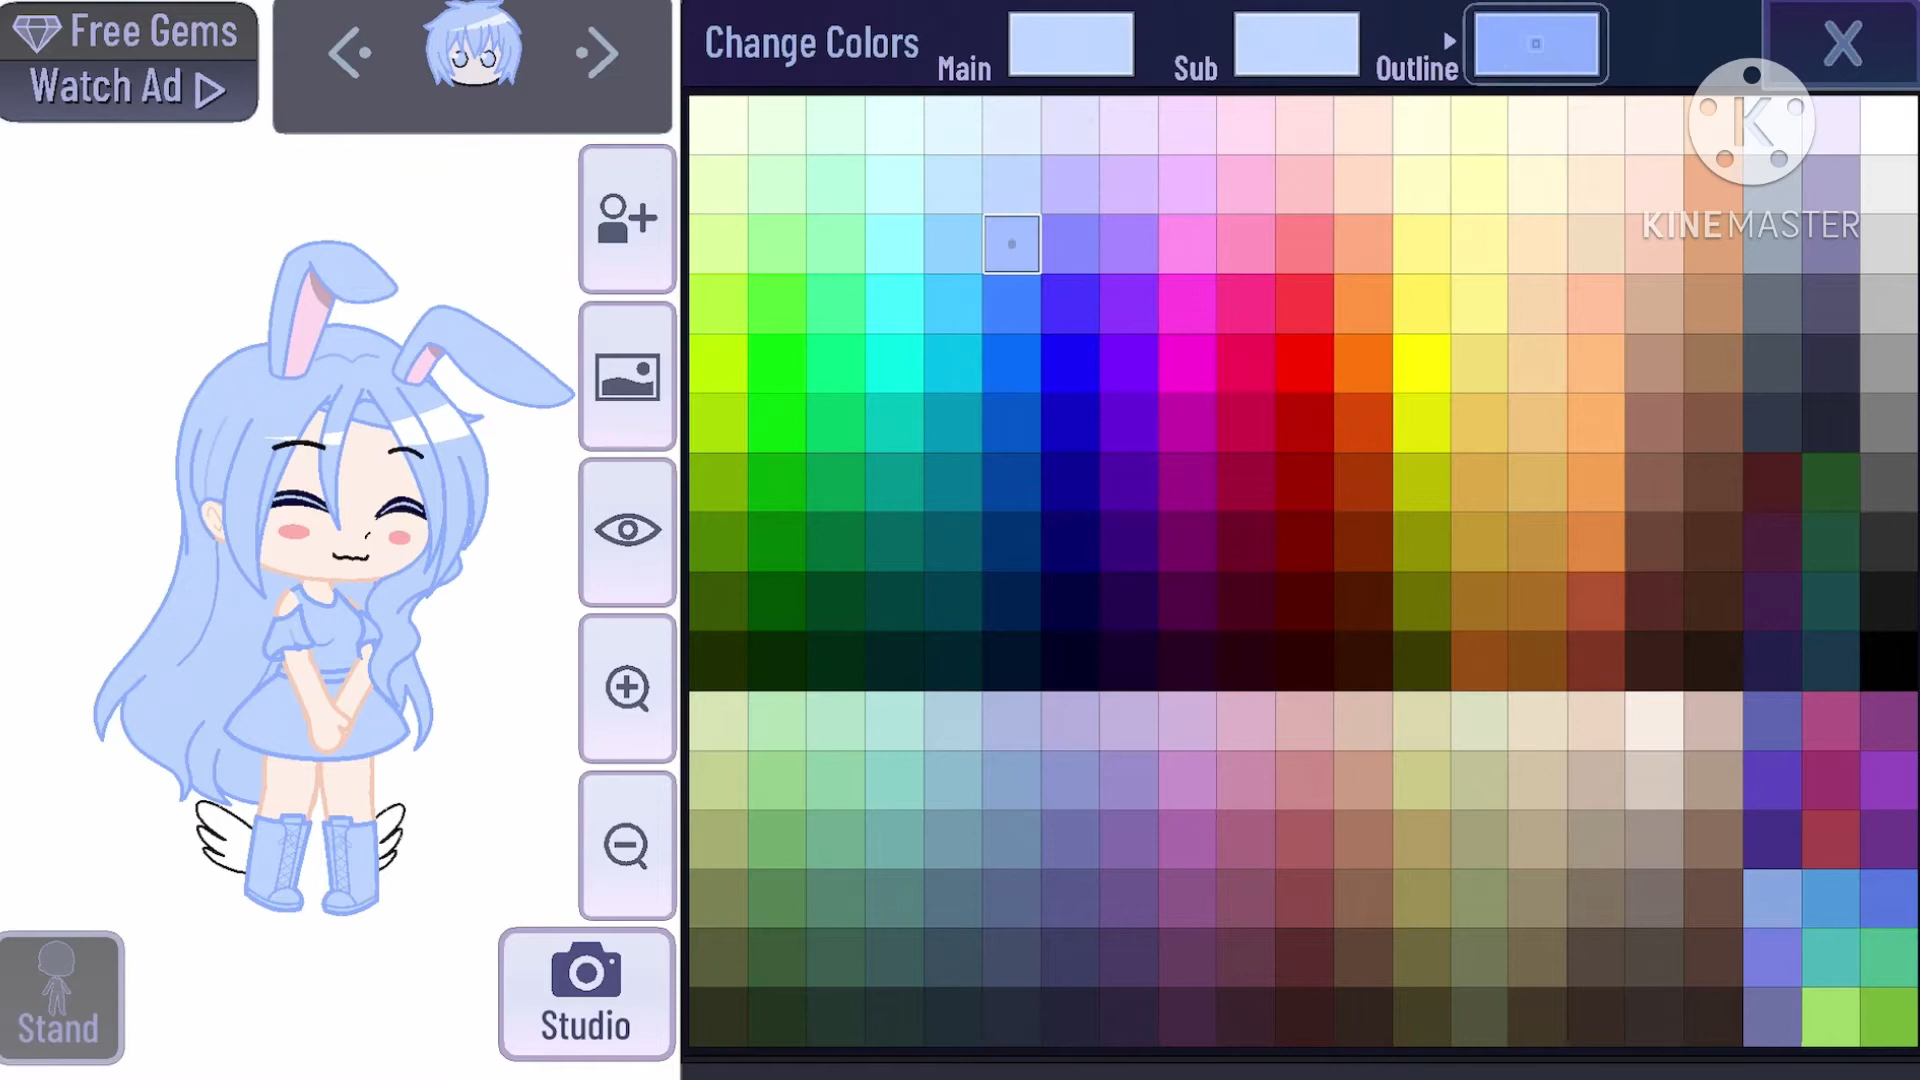 Free Gems
Watch Ad
Change Colors
Main
Sub
Outline
X
K
KINEMASTER
Stand
Studio